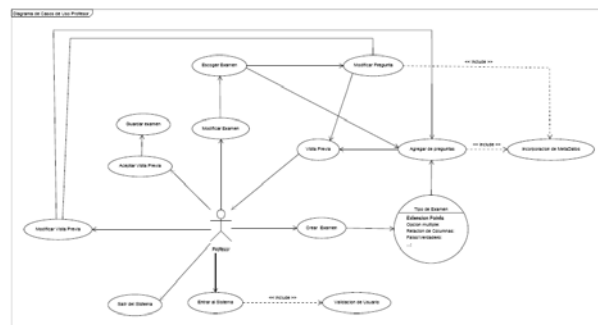 Diagrama de Casos de Uso Profesor
Escoger Examen
Modificar Pregunta
<< include >>
Guardar examen
Modificar Examen
Vista Previa
Agregar de preguntas
<< include >>
Incorporacion de MetaDatos
Aceptar Vista Previa
Tipo de Examen
Extension Points
Opcion multiple
Relacion de Columnas
Falso/Verdadero
...
Modificar Vista Previa
Crear Examen
Profesor
Salir del Sistema
Entrar al Sistema
<< include >>
Validacion de Usuario